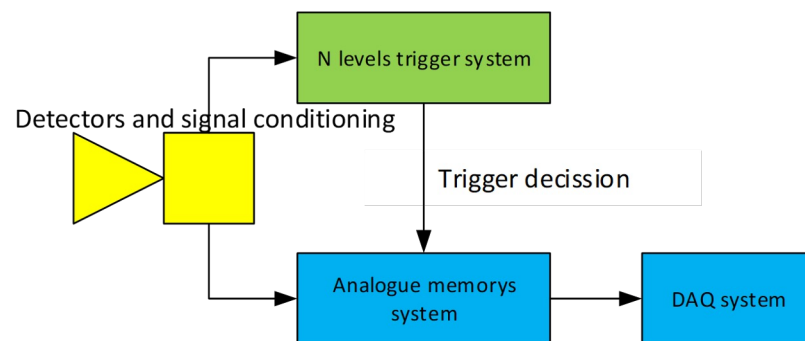 N levels trigger system
Detectors and signal conditioning
Trigger decission
Analogue memorys
system
DAQ system